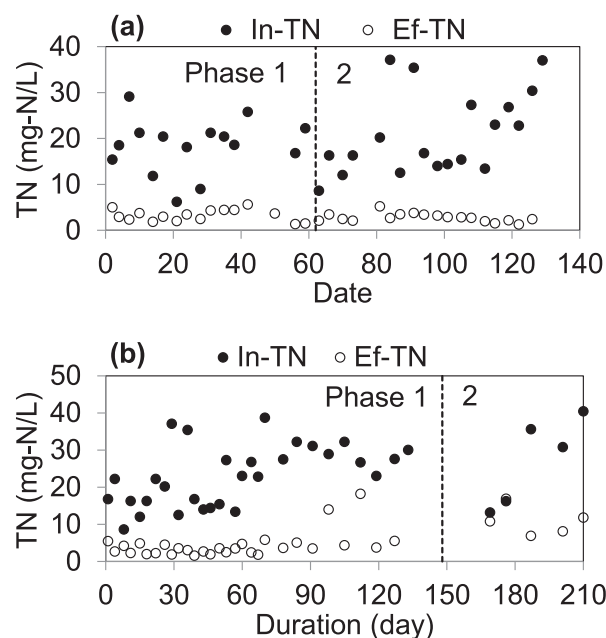 (a) ● In-TN ○ Ef-TN
40
Phase 1 2
30
20
10
0
TN (mg-N/L)
0 20 40 60 80 100 120 140
Date
(b) ● In-TN ○ Ef-TN
50
Phase 1 2
40
30
20
10
0
TN (mg-N/L)
0 30 60 90 120 150 180 210
Duration (day)